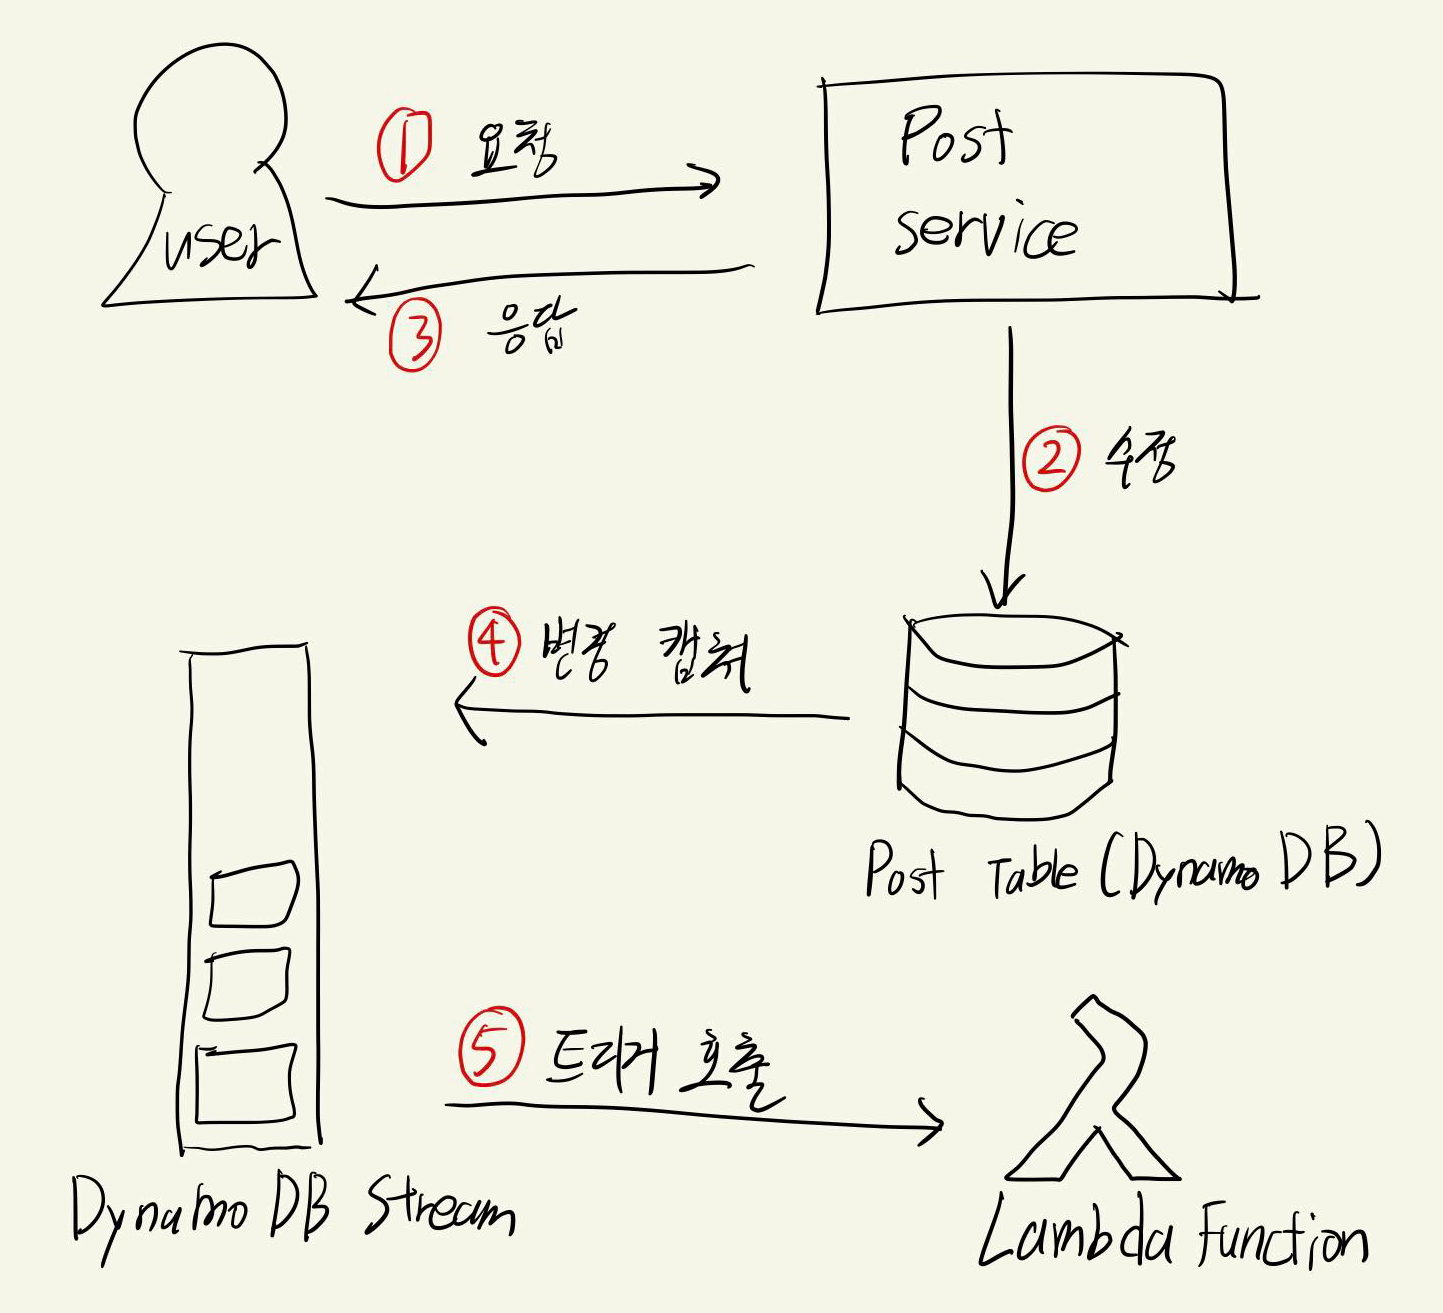 user
① 요청
③ 응답
Post
service
② 수정
④ 변경 캡춰
Post Table (Dynamo DB)
⑤ 트리거 호출
Dynamo DB Stream
Lambda Function